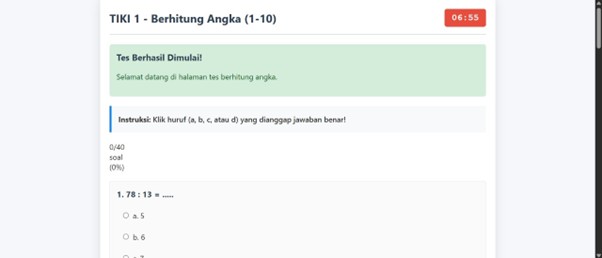 TIKI 1 - Berhitung Angka (1-10)
06:55
Tes Berhasil Dimulai!
Selamat datang di halaman tes berhitung angka.
Instruksi: Klik huruf (a, b, c, atau d) yang dianggap jawaban benar!
0/40
soal
(0%)
1. 78 : 13 = .....
a. 5
b. 6